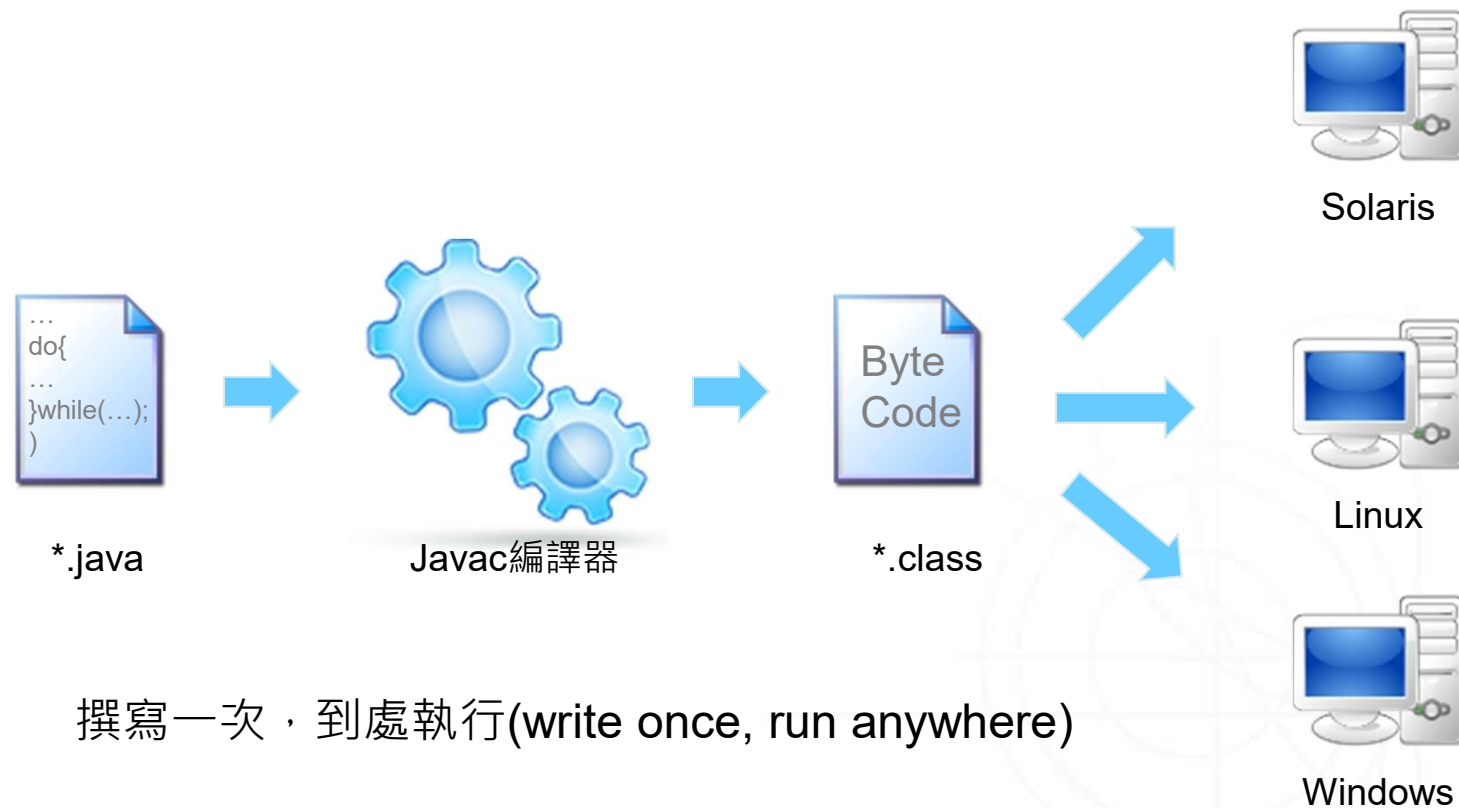 …
do{
…
}while(…);
)
*.java
Javac編譯器
Byte
Code
*.class
Solaris
Linux
Windows
撰寫一次，到處執行(write once, run anywhere)